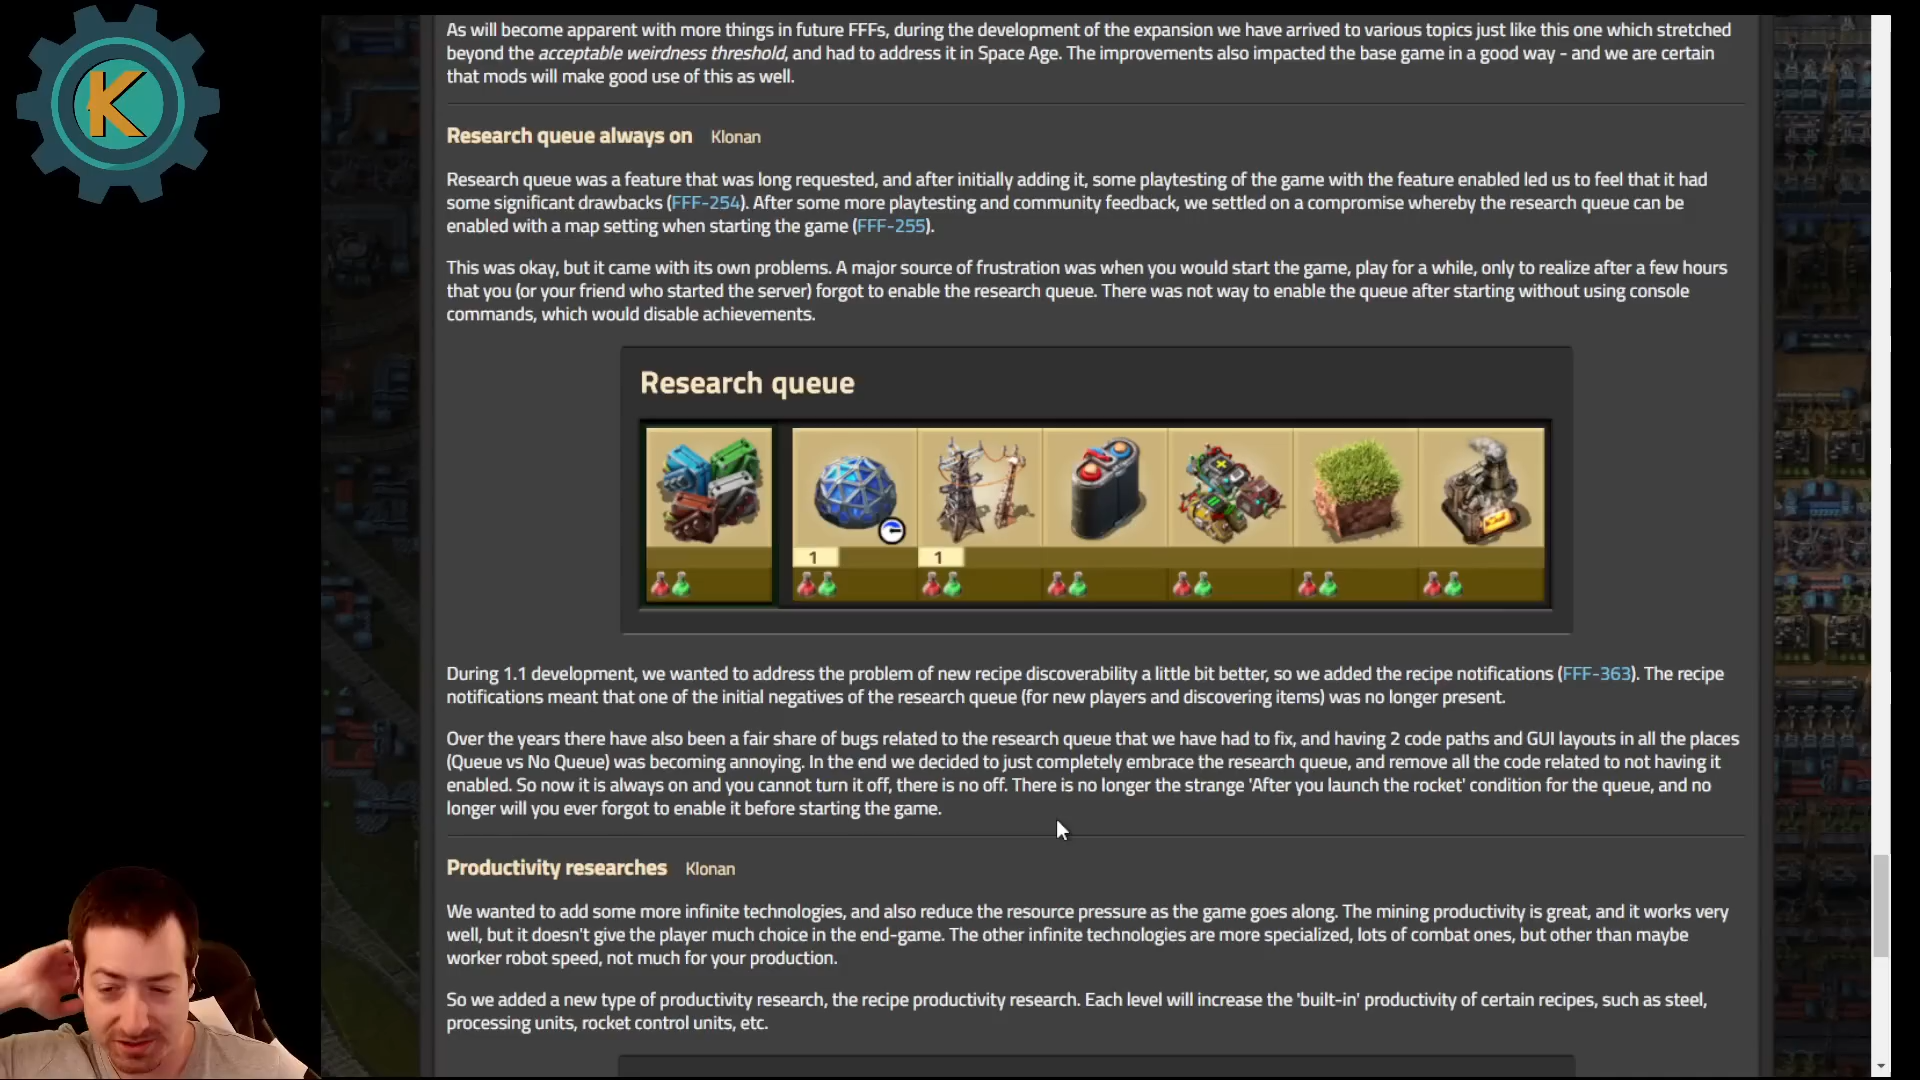 As will become apparent with more things in future FFFs, during the development of the expansion we have arrived to various topics just like this one which stretched
beyond the acceptable weirdness threshold, and had to address it in Space Age. The improvements also impacted the base game in a good way - and we are certain
that mods will make good use of this as well.
K
Research queue always on Klonan
Research queue was a feature that was long requested, and after initially adding it, some playtesting of the game with the feature enabled led us to feel that it had
some significant drawbacks (FFF-254). After some more playtesting and community feedback, we settled on a compromise whereby the research queue can be
enabled with a map setting when starting the game (FFF-255).
This was okay, but it came with its own problems. A major source of frustration was when you would start the game, play for a while, only to realize after a few hours
that you (or your friend who started the server) forgot to enable the research queue. There was not way to enable the queue after starting without using console
commands, which would disable achievements.
Research queue
1 1
During 1.1 development, we wanted to address the problem of new recipe discoverability a little bit better, so we added the recipe notifications (FFF-363). The recipe
notifications meant that one of the initial negatives of the research queue (for new players and discovering items) was no longer present.
Over the years there have also been a fair share of bugs related to the research queue that we have had to fix, and having 2 code paths and GUI layouts in all the places
(Queue vs No Queue) was becoming annoying. In the end we decided to just completely embrace the research queue, and remove all the code related to not having it
enabled. So now it is always on and you cannot turn it off, there is no off. There is no longer the strange 'After you launch the rocket' condition for the queue, and no
longer will you ever forgot to enable it before starting the game.
Productivity researches Klonan
We wanted to add some more infinite technologies, and also reduce the resource pressure as the game goes along. The mining productivity is great, and it works very
well, but it doesn't give the player much choice in the end-game. The other infinite technologies are more specialized, lots of combat ones, but other than maybe
worker robot speed, not much for your production.
So we added a new type of productivity research, the recipe productivity research. Each level will increase the 'built-in' productivity of certain recipes, such as steel,
processing units, rocket control units, etc.